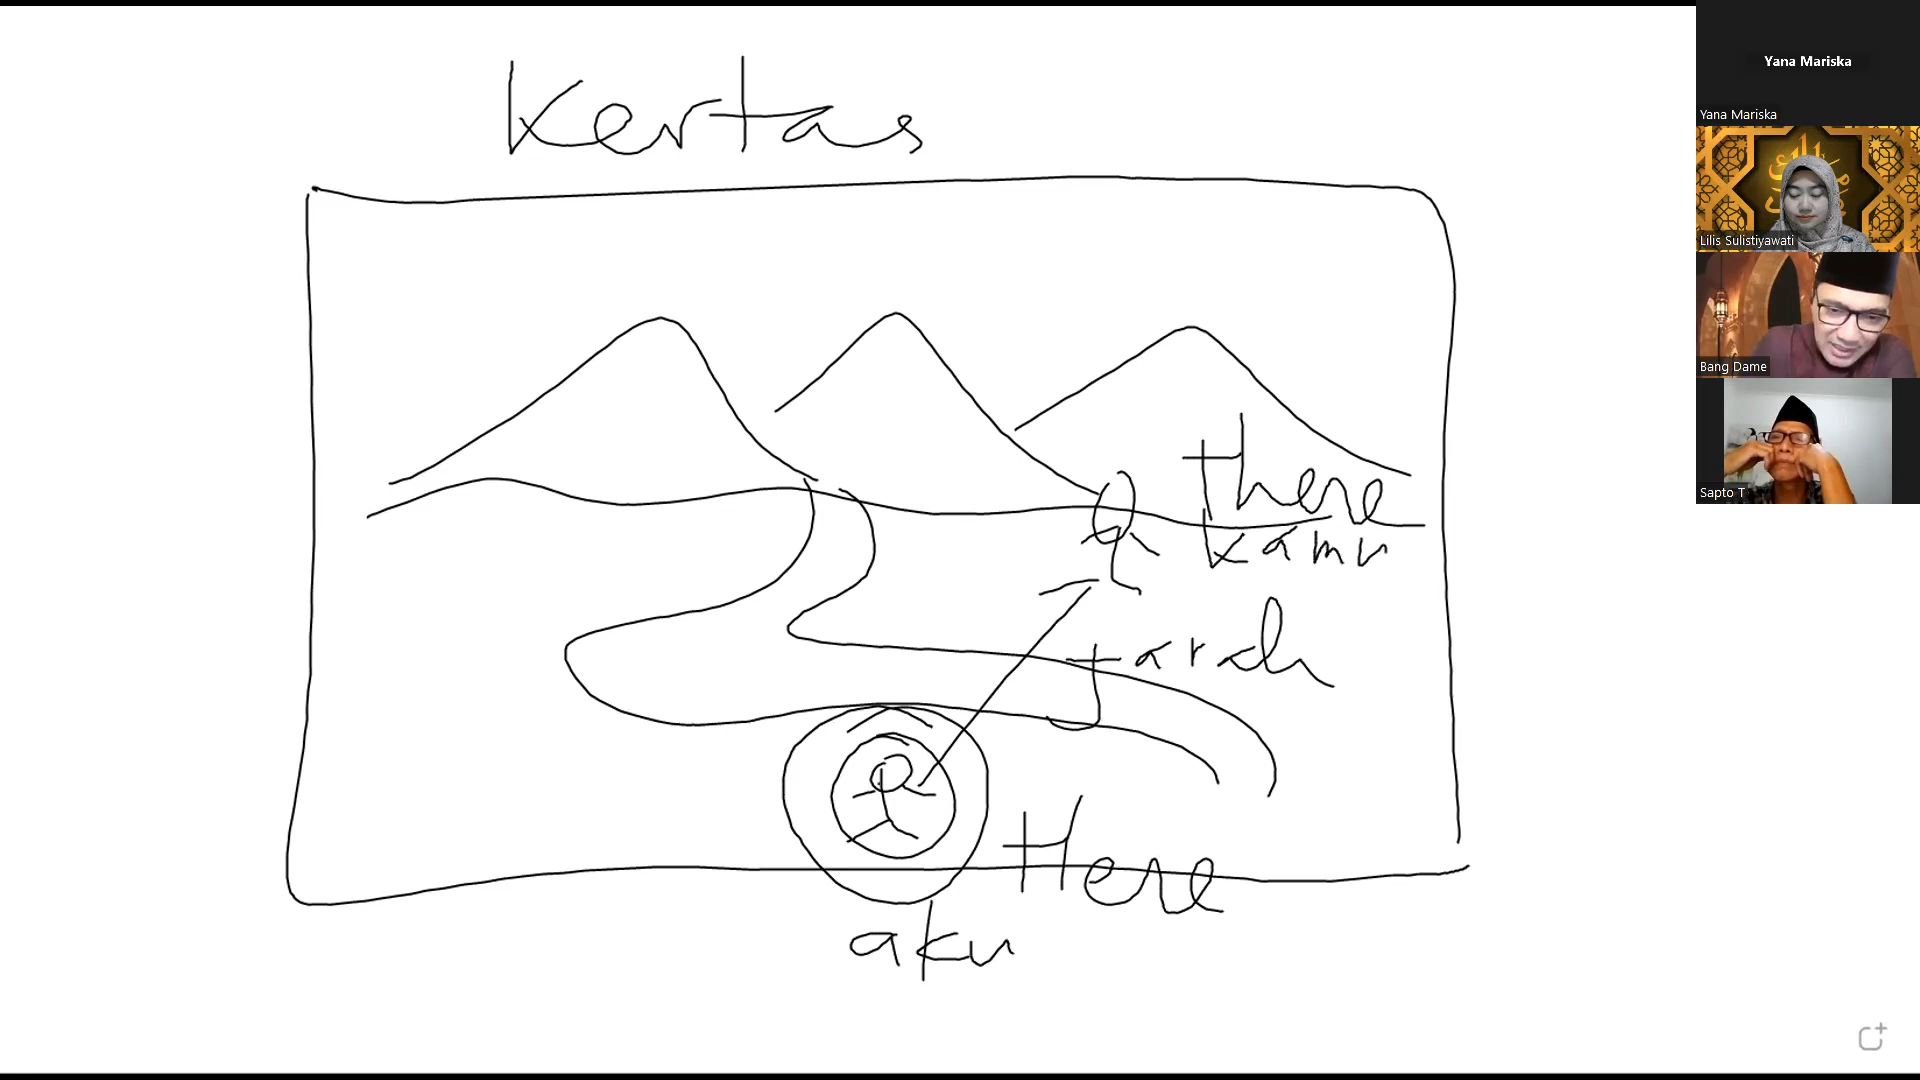 Kertas
there
kamu
jarak
Here
aku
Yana Mariska
Yana Mariska
Lilis Sulistiyawati
Bang Dame
Sapto T